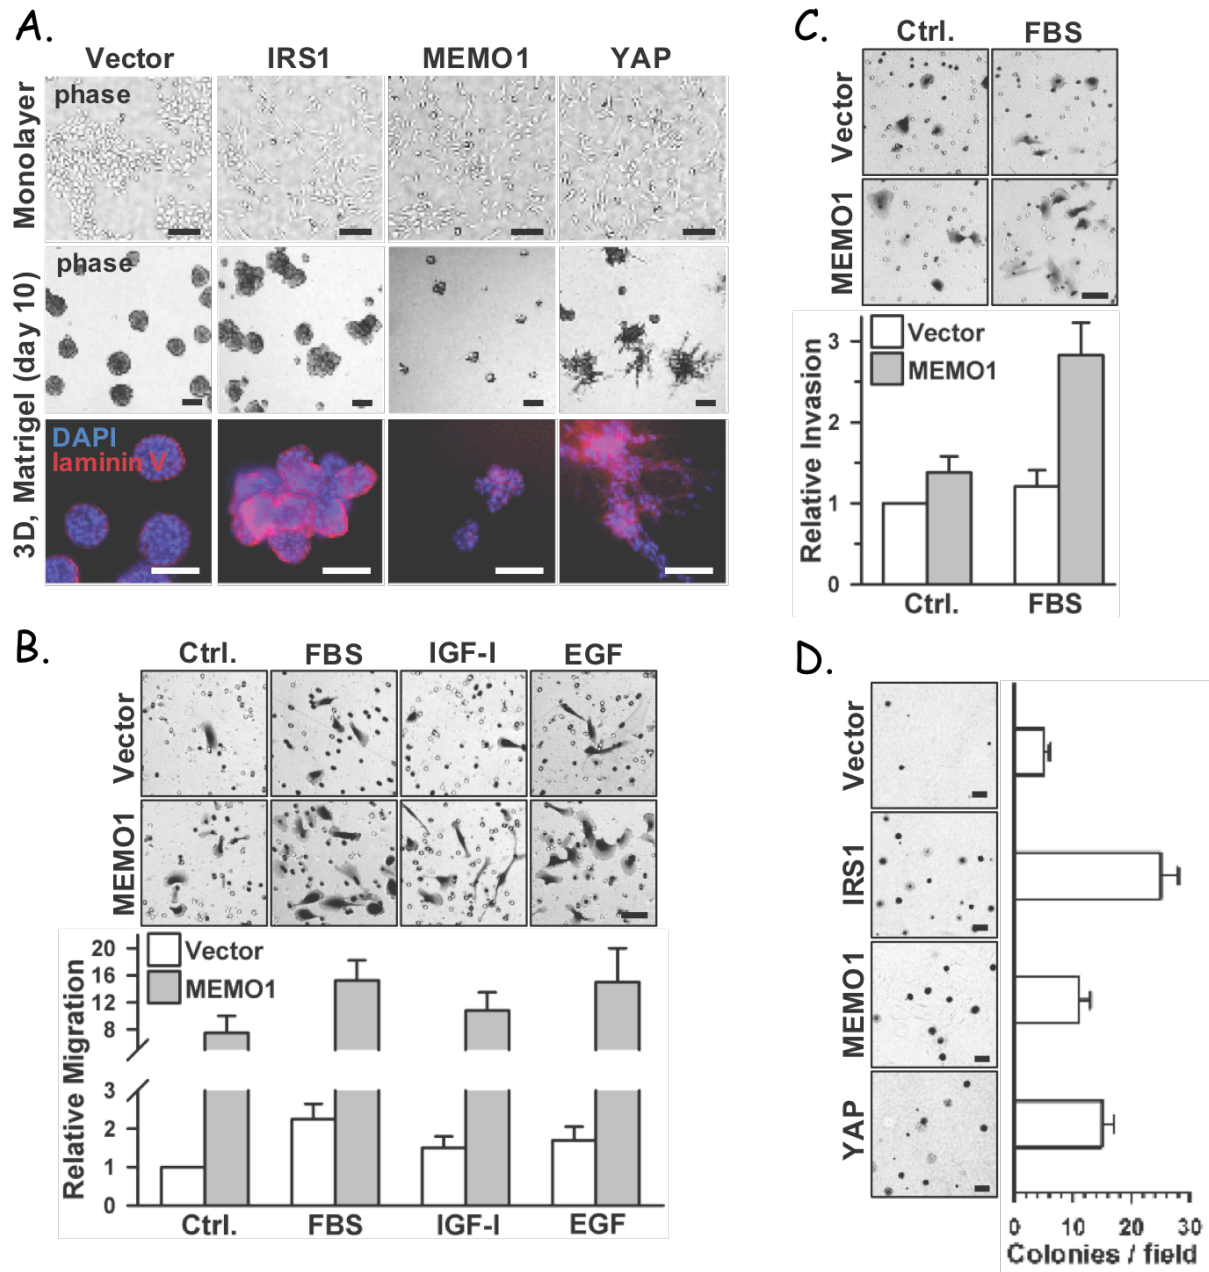 A.
Vector IRS1 MEMO1 YAP
Monolayer
phase
3D, Matrigel (day 10)
phase
DAPI
laminin V
B.
Ctrl. FBS IGF-I EGF
Vector
MEMO1
Relative Migration
Vector
MEMO1
20
16
12
8
3
2
1
0
Ctrl. FBS IGF-I EGF
C.
Ctrl. FBS
Vector
MEMO1
Relative Invasion
Vector
MEMO1
3
2
1
0
Ctrl. FBS
D.
Vector
IRS1
MEMO1
YAP
0 10 20 30
Colonies / field